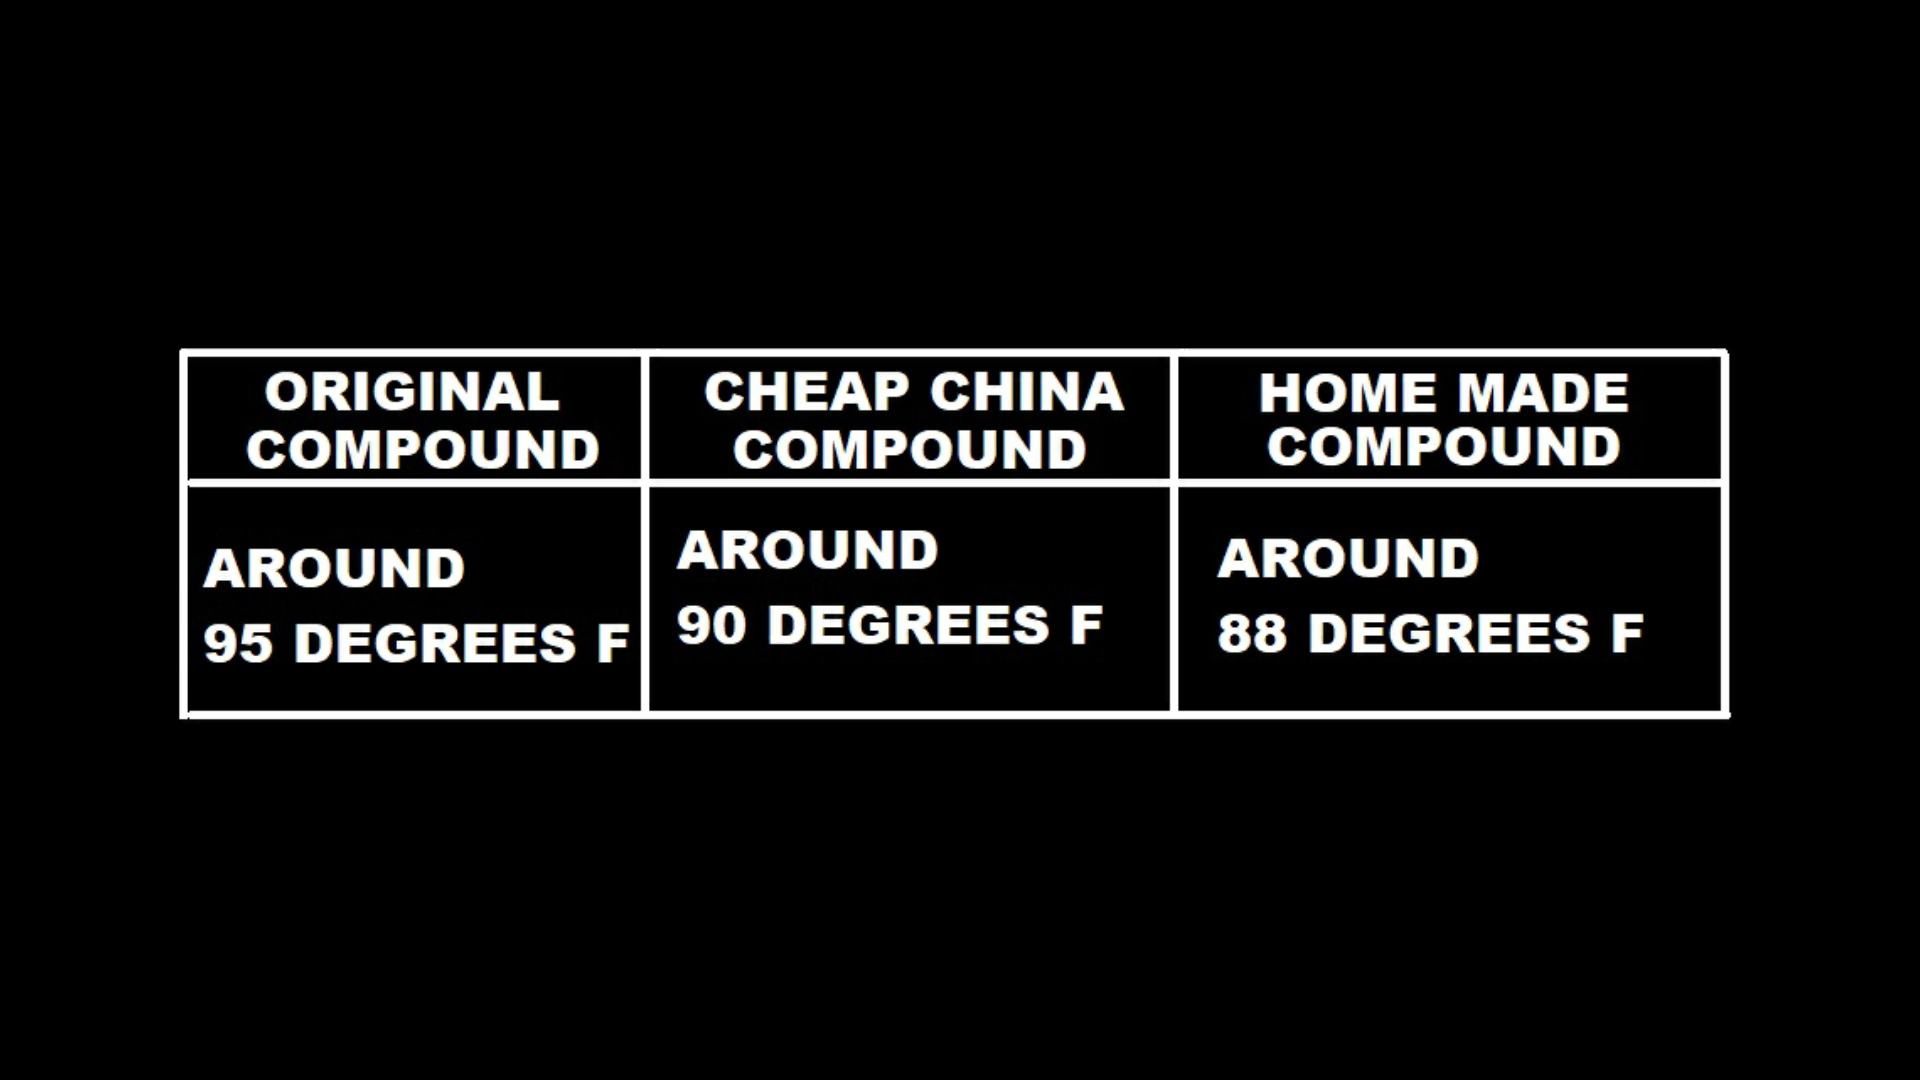 ORIGINAL
COMPOUND
CHEAP CHINA
COMPOUND
HOME MADE
COMPOUND
AROUND
95 DEGREES F
AROUND
90 DEGREES F
AROUND
88 DEGREES F